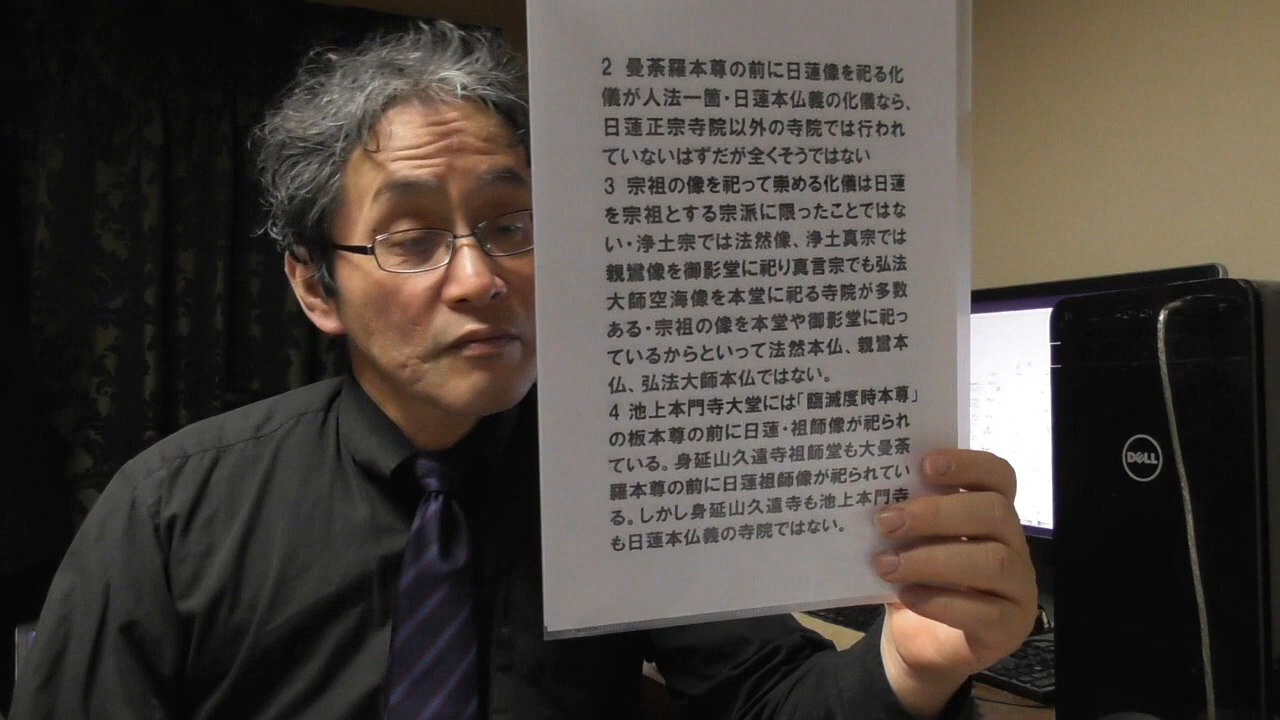 2 曼荼羅本尊の前に日蓮像を祀る化
儀が人法一箇・日蓮本仏義の化儀なら、
日蓮正宗寺院以外の寺院では行われ
ていないはずだが全くそうではない
3 宗祖の像を祀って崇める化儀は日蓮
を宗祖とする宗派に限ったことではな
い・浄土宗では法然像、浄土真宗では
親鸞像を御影堂に祀り真言宗でも弘法
大師空海像を本堂に祀る寺院が多数
ある・宗祖の像を本堂や御影堂に祀っ
ているからといって法然本仏、親鸞本
仏、弘法大師本仏ではない。
4 池上本門寺大堂には「臨滅度時本尊」
の板本尊の前に日蓮・祖師像が祀られ
ている。身延山久遠寺祖師堂も大曼荼
羅本尊の前に日蓮祖師像が祀られてい
る。しかし身延山久遠寺も池上本門寺
も日蓮本仏義の寺院ではない。
DELL